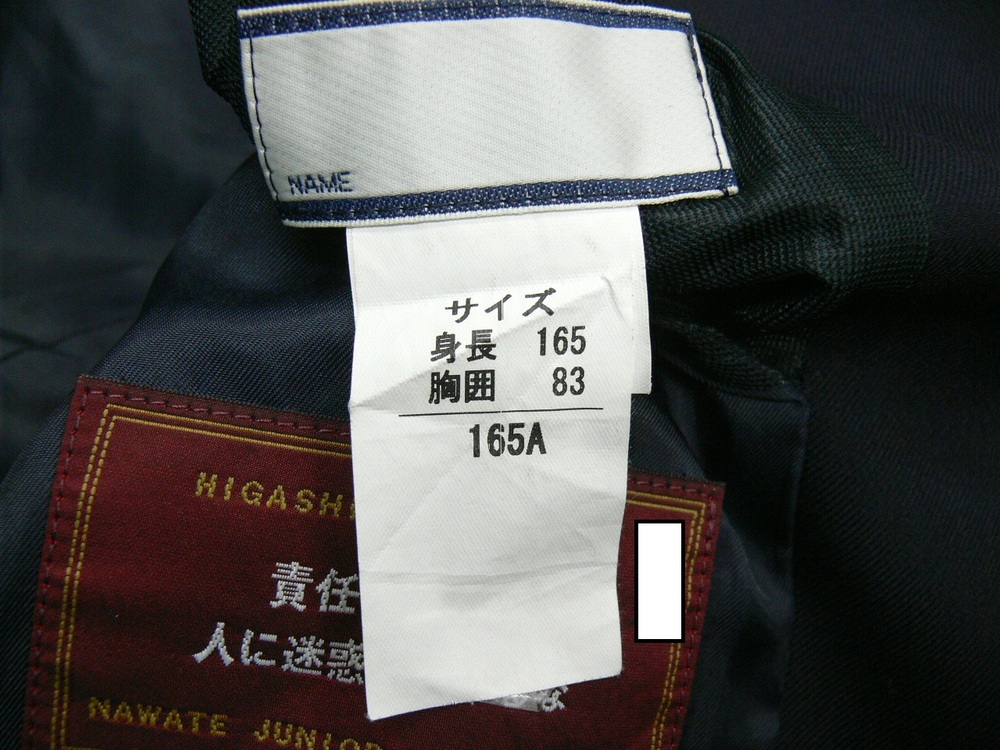 NAME
サイズ
身長 165
胸囲 83
165A
HIGASHI
責任
人に迷惑 な
NAWATE JUNIOR